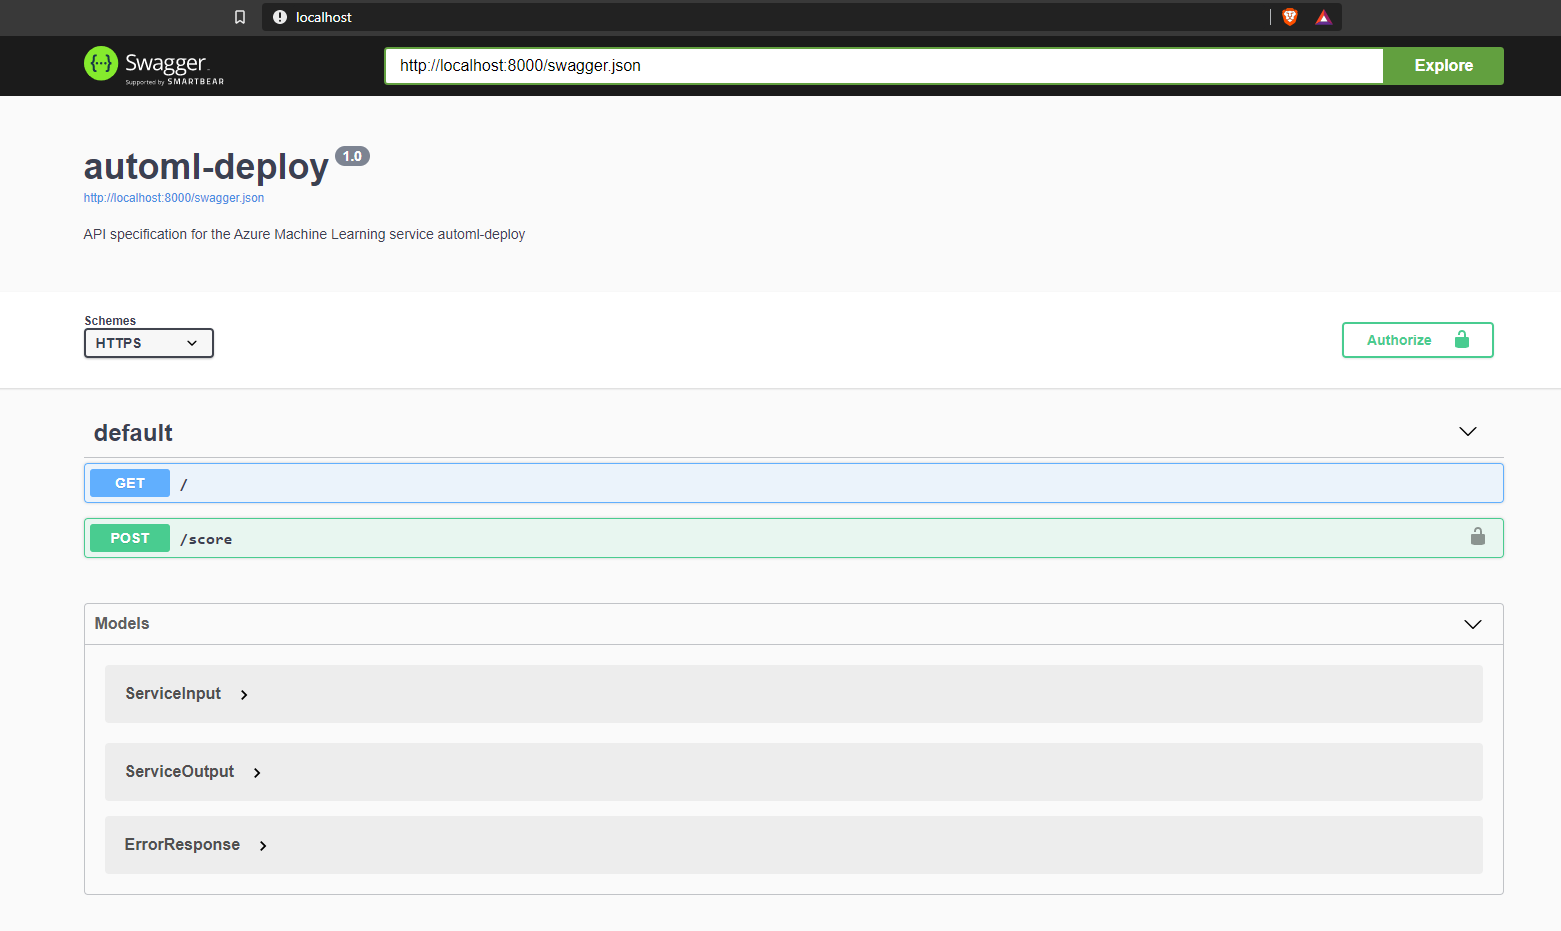 localhost
Swagger
Supported by SMARTBEAR
http://localhost:8000/swagger.json
Explore
automl-deploy 1.0
http://localhost:8000/swagger.json
API specification for the Azure Machine Learning service automl-deploy
Schemes
HTTPS
Authorize
default
GET /
POST /score
Models
ServiceInput
ServiceOutput
ErrorResponse